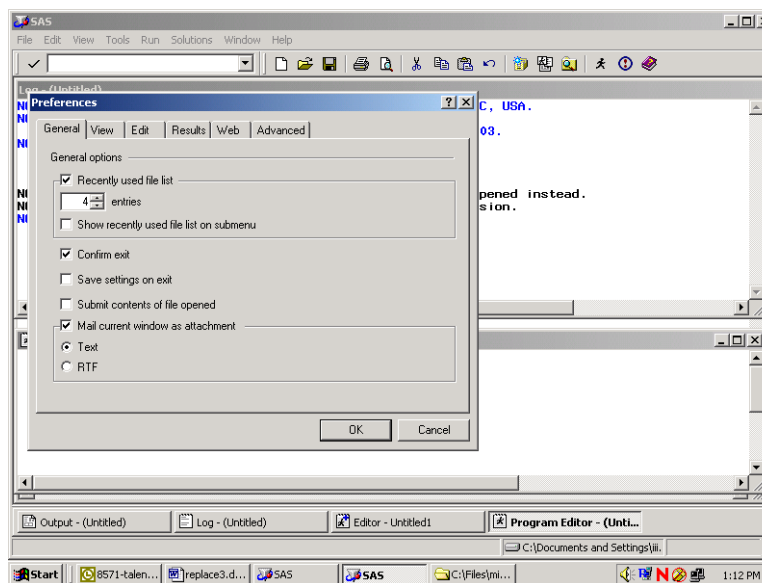 SAS
File Edit View Tools Run Solutions Window Help
Log - (Untitled)
Preferences
C, USA.
03.
General View Edit Results Web Advanced
General options
Recently used file list
4 entries
pened instead.
sion.
Show recently used file list on submenu
Confirm exit
Save settings on exit
Submit contents of file opened
Mail current window as attachment
Text
RTF
OK Cancel
Output - (Untitled) Log - (Untitled) Editor - Untitled1 Program Editor - (Unti...
C:\Documents and Settings\iii.
Start 8571-talen... replace3.d... SAS SAS C:\Files\mi... 1:12 PM